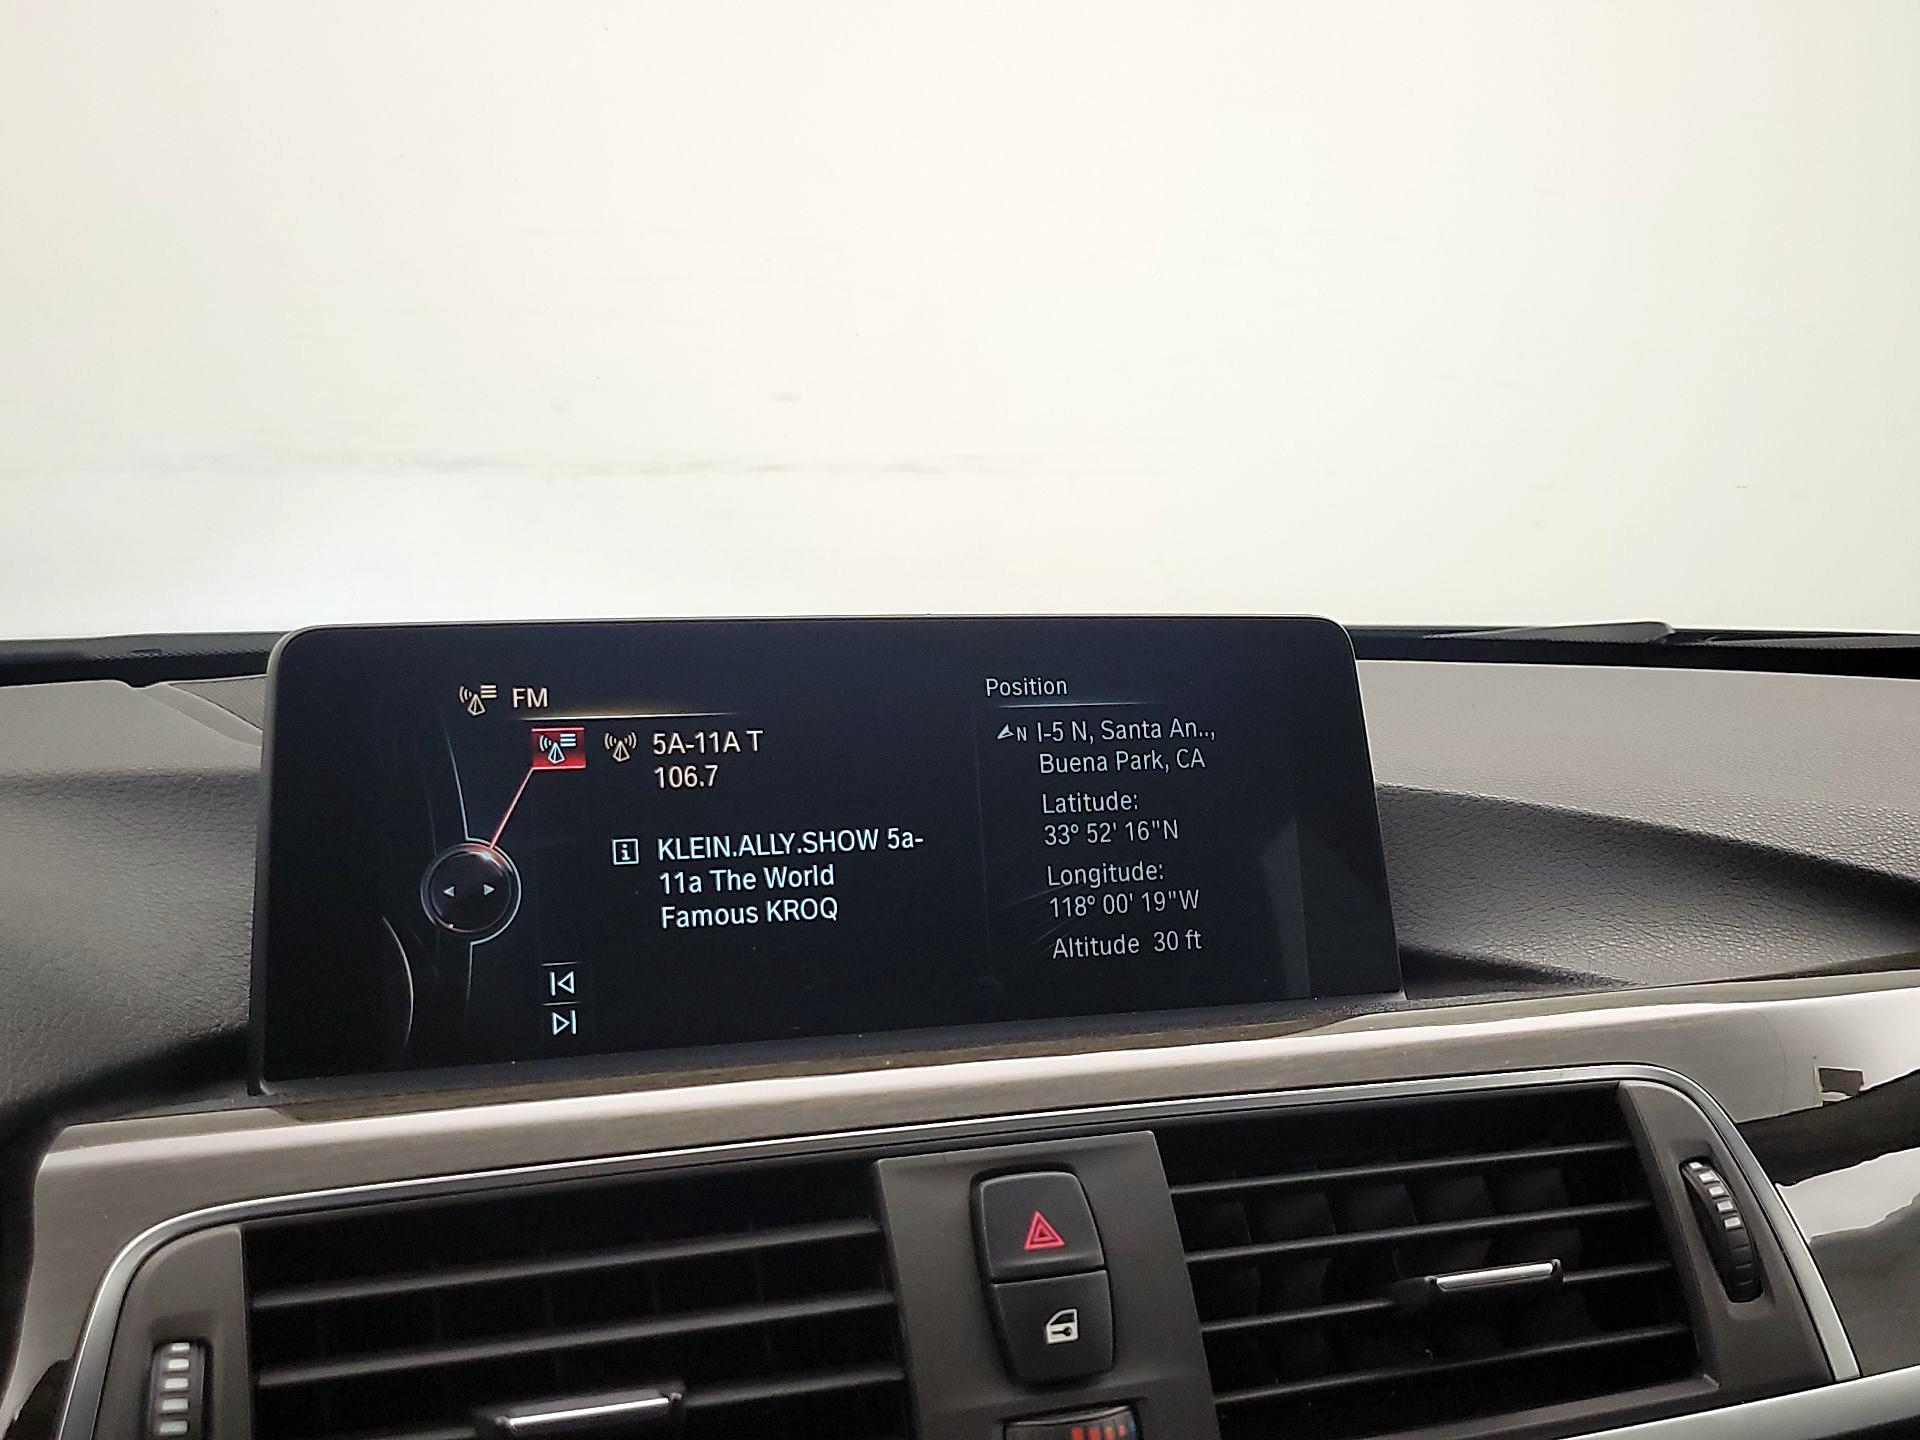 FM
5A-11A T
106.7
KLEIN.ALLY.SHOW 5a-
11a The World
Famous KROQ
Position
N I-5 N, Santa An..,
Buena Park, CA
Latitude:
33° 52' 16"N
Longitude:
118° 00' 19"W
Altitude 30 ft